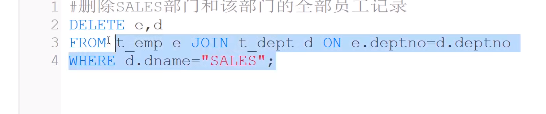 1 #删除SALES部门和该部门的全部员工记录
2 DELETE e,d
3 FROM t_emp e JOIN t_dept d ON e.deptno=d.deptno
4 WHERE d.dname="SALES";